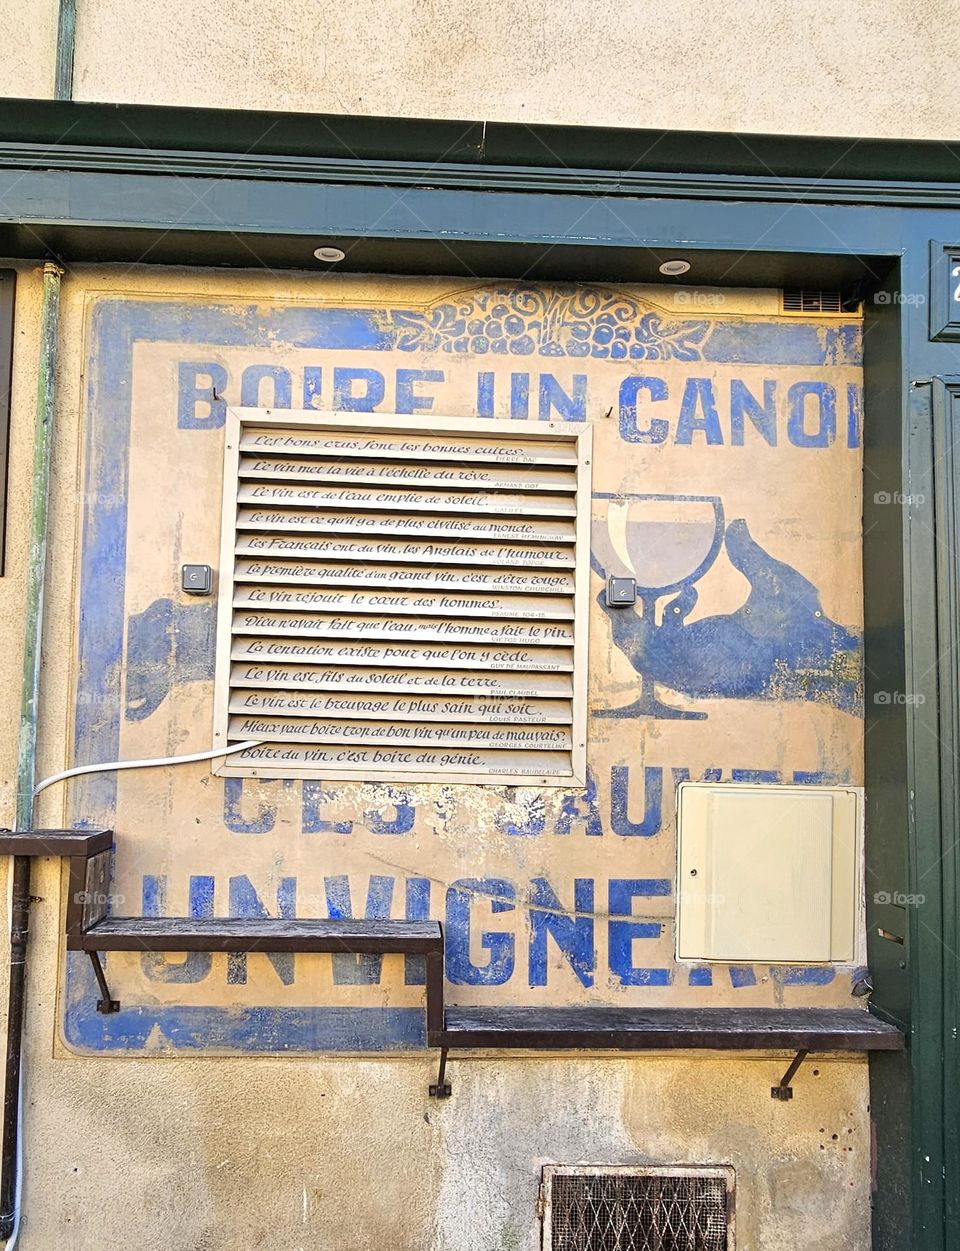 BOIRE UN CANON
Les bons crus font les bonnes cuites.
PIERRE DAC
Le vin met la vie à l'échelle du rêve.
ARMAND GOT
Le vin est de l'eau emplie de soleil.
GALILÉE
Le vin est ce qu'il y a de plus civilisé au monde.
ERNEST HEMINGWAY
Les Français ont du vin, les Anglais de l'humour.
ROLAND TOPOR
La première qualité d'un grand vin, c'est d'être rouge.
WINSTON CHURCHILL
Le vin réjouit le cœur des hommes.
PSAUME 104-15
Dieu n'avait fait que l'eau, mais l'homme a fait le vin.
VICTOR HUGO
La tentation existe pour que l'on y cède.
GUY DE MAUPASSANT
Le vin est fils du soleil et de la terre.
PAUL CLAUDEL
Le vin est le breuvage le plus sain qui soit.
LOUIS PASTEUR
Mieux vaut boire trop de bon vin qu'un peu de mauvais.
GEORGES COURTELINE
Boire du vin, c'est boire du génie.
CHARLES BAUDELAIRE
C'EST SAUVER
UN VIGNERON
2
foap